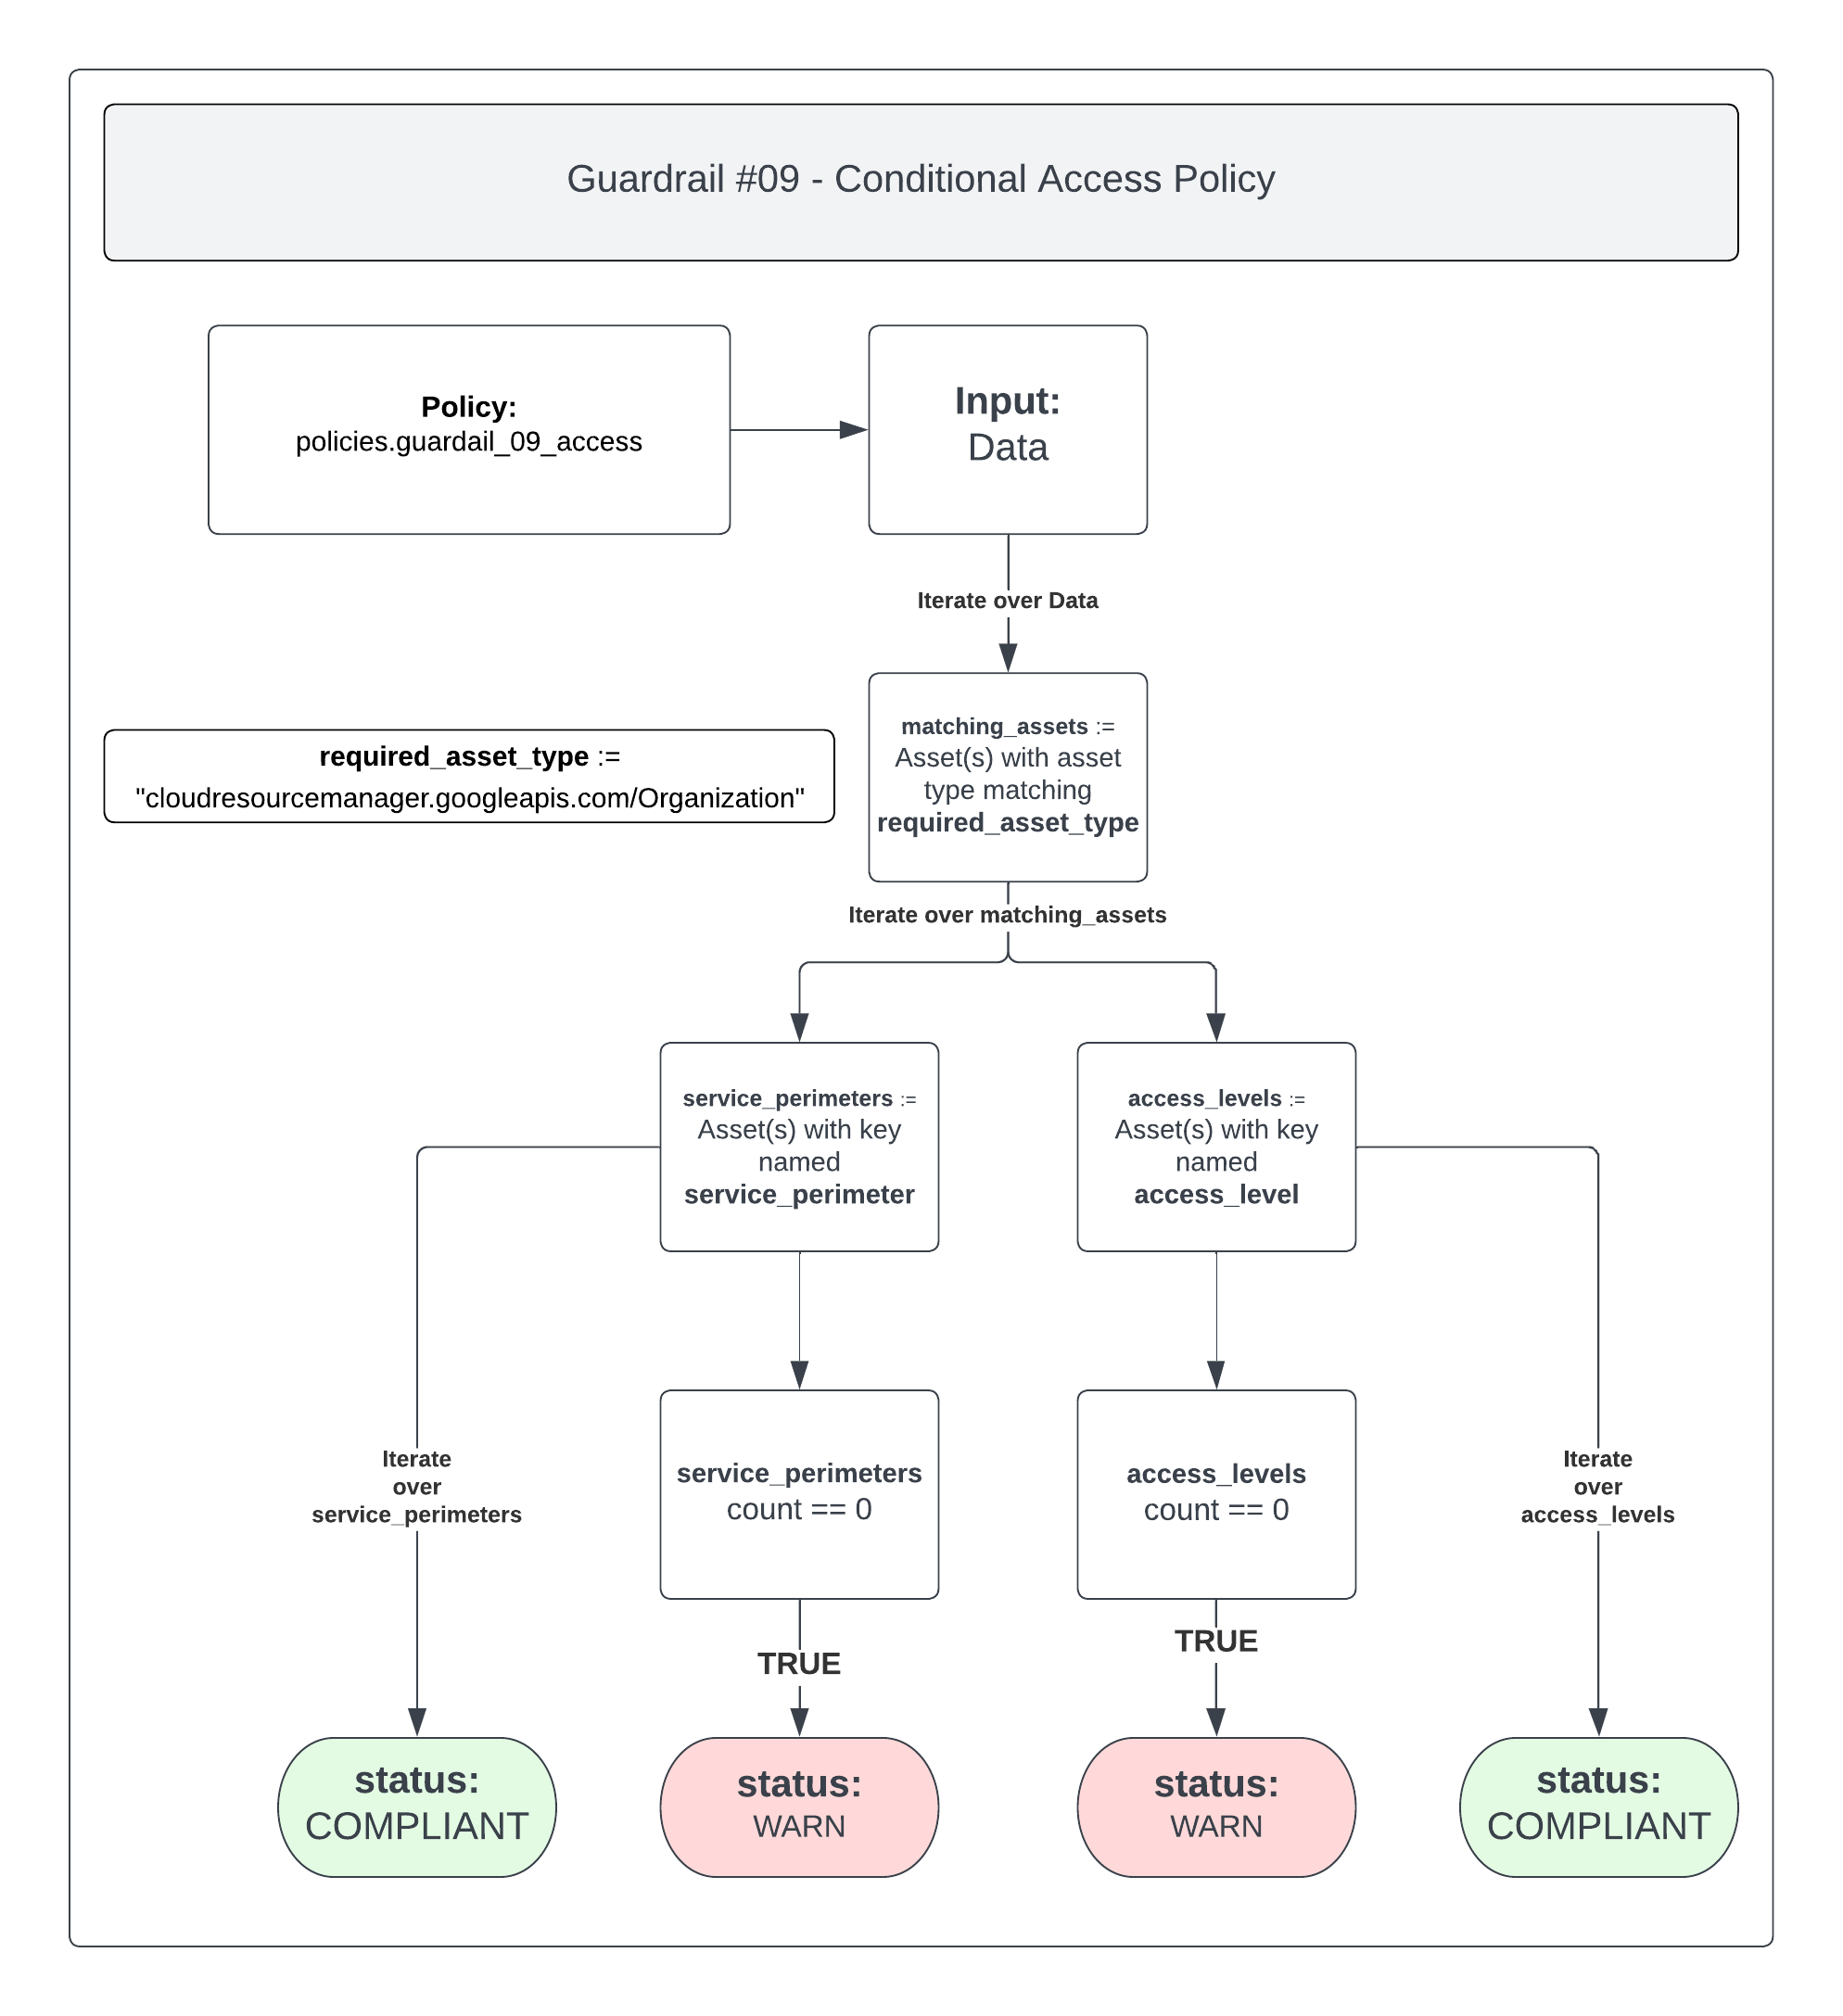 Guardrail #09 - Conditional Access Policy
Policy:
policies.guardail_09_access
Input:
Data
Iterate over Data
required_asset_type :=
"cloudresourcemanager.googleapis.com/Organization"
matching_assets :=
Asset(s) with asset
type matching
required_asset_type
Iterate over matching_assets
service_perimeters :=
Asset(s) with key
named
service_perimeter
access_levels :=
Asset(s) with key
named
access_level
Iterate
over
service_perimeters
service_perimeters
count == 0
access_levels
count == 0
Iterate
over
access_levels
TRUE
TRUE
status:
COMPLIANT
status:
WARN
status:
WARN
status:
COMPLIANT